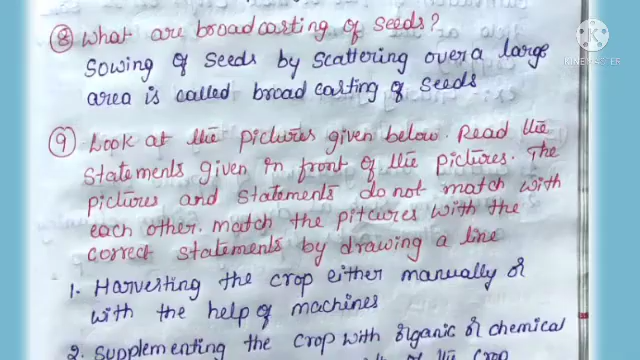 ⑧ What are broadcasting of seeds?
Sowing of seeds by scattering over a large
area is called broad casting of seeds
⑨ Look at the pictures given below. Read the
statements given in front of the pictures. The
pictures and statements do not match with
each other. match the pitcures with the
correct statements by drawing a line
1. Harvesting the crop either manually or
with the help of machines
2. Supplementing the crop with organic or chemical
of the crop
KINEMASTER